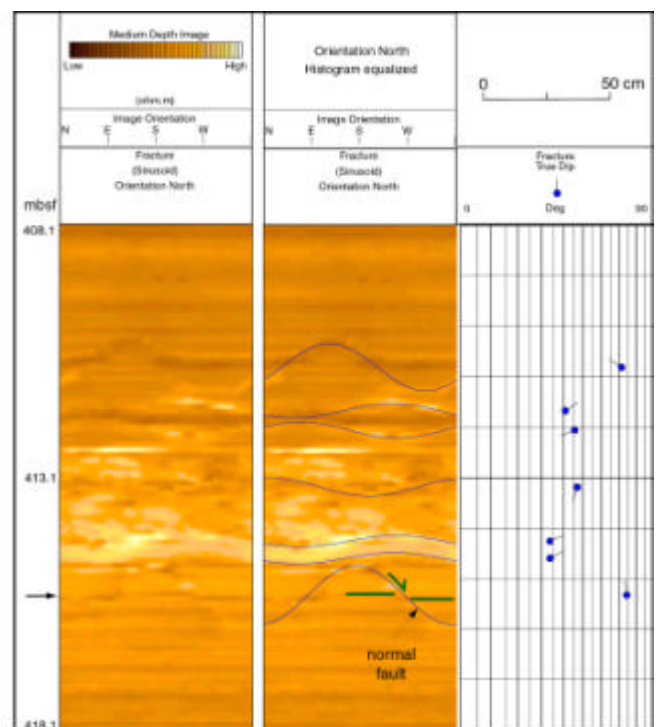 Medium Depth Image
Low High
(ohm.m)
Image Orientation
N E S W
Fracture
(Sinusoid)
Orientation North
Orientation North
Histogram equalized
Image Orientation
N E S W
Fracture
(Sinusoid)
Orientation North
0 50 cm
Fracture
True Dip
0 Deg 90
mbsf
408.1
413.1
418.1
normal
fault